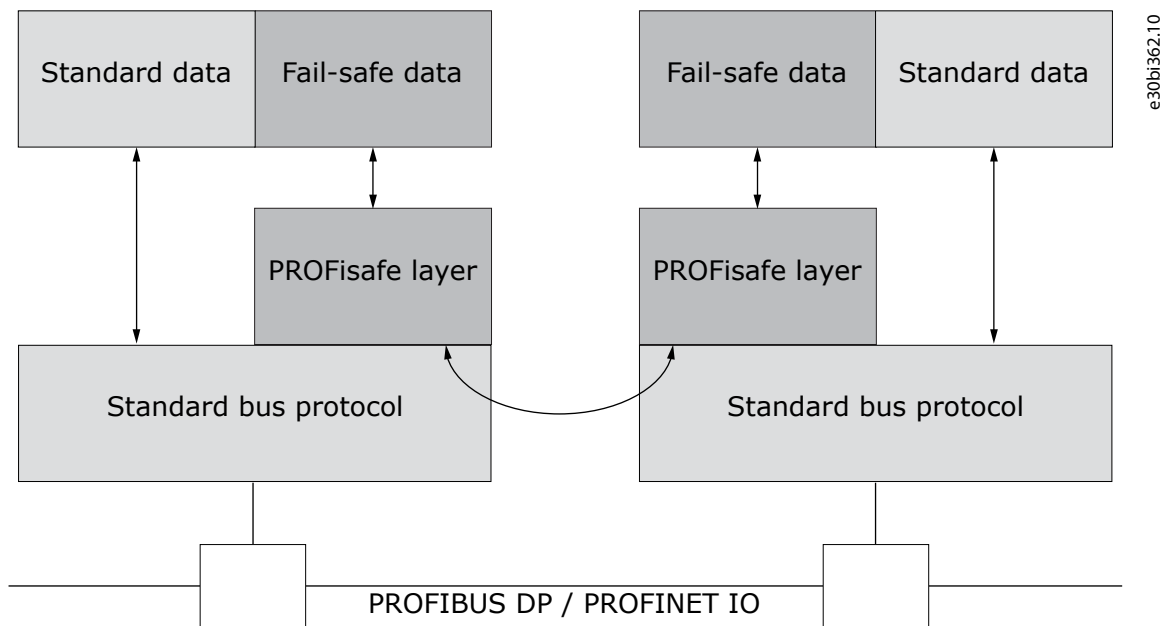 Standard data
Fail-safe data
Fail-safe data
Standard data
e30bi362.10
PROFisafe layer
PROFisafe layer
Standard bus protocol
Standard bus protocol
PROFIBUS DP / PROFINET IO